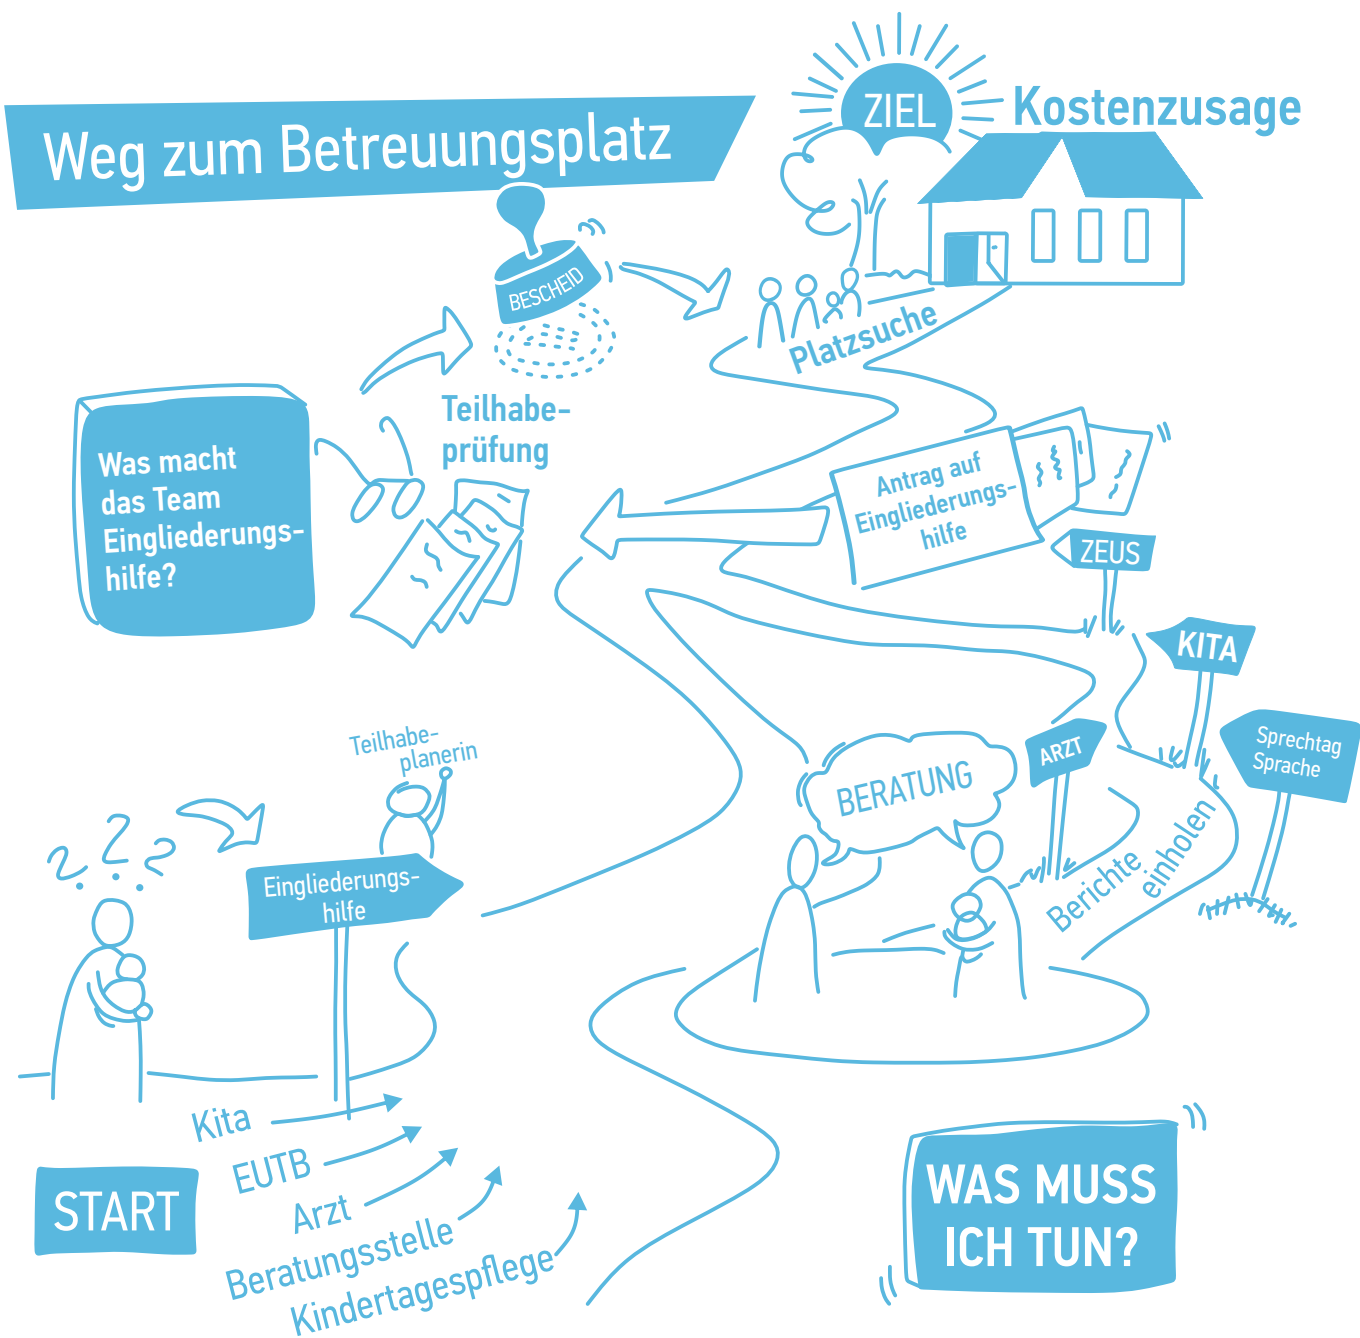 Weg zum Betreuungsplatz
ZIEL
Kostenzusage
BESCHEID
Platzsuche
Teilhabe-
prüfung
Was macht
das Team
Eingliederungs-
hilfe?
Antrag auf
Eingliederungs-
hilfe
ZEUS
KITA
Sprechtag
Sprache
ARZT
BERATUNG
Berichte
einholen
Teilhabe-
planerin
Eingliederungs-
hilfe
START
Kita
EUTB
Arzt
Beratungsstelle
Kindertagespflege
WAS MUSS
ICH TUN?